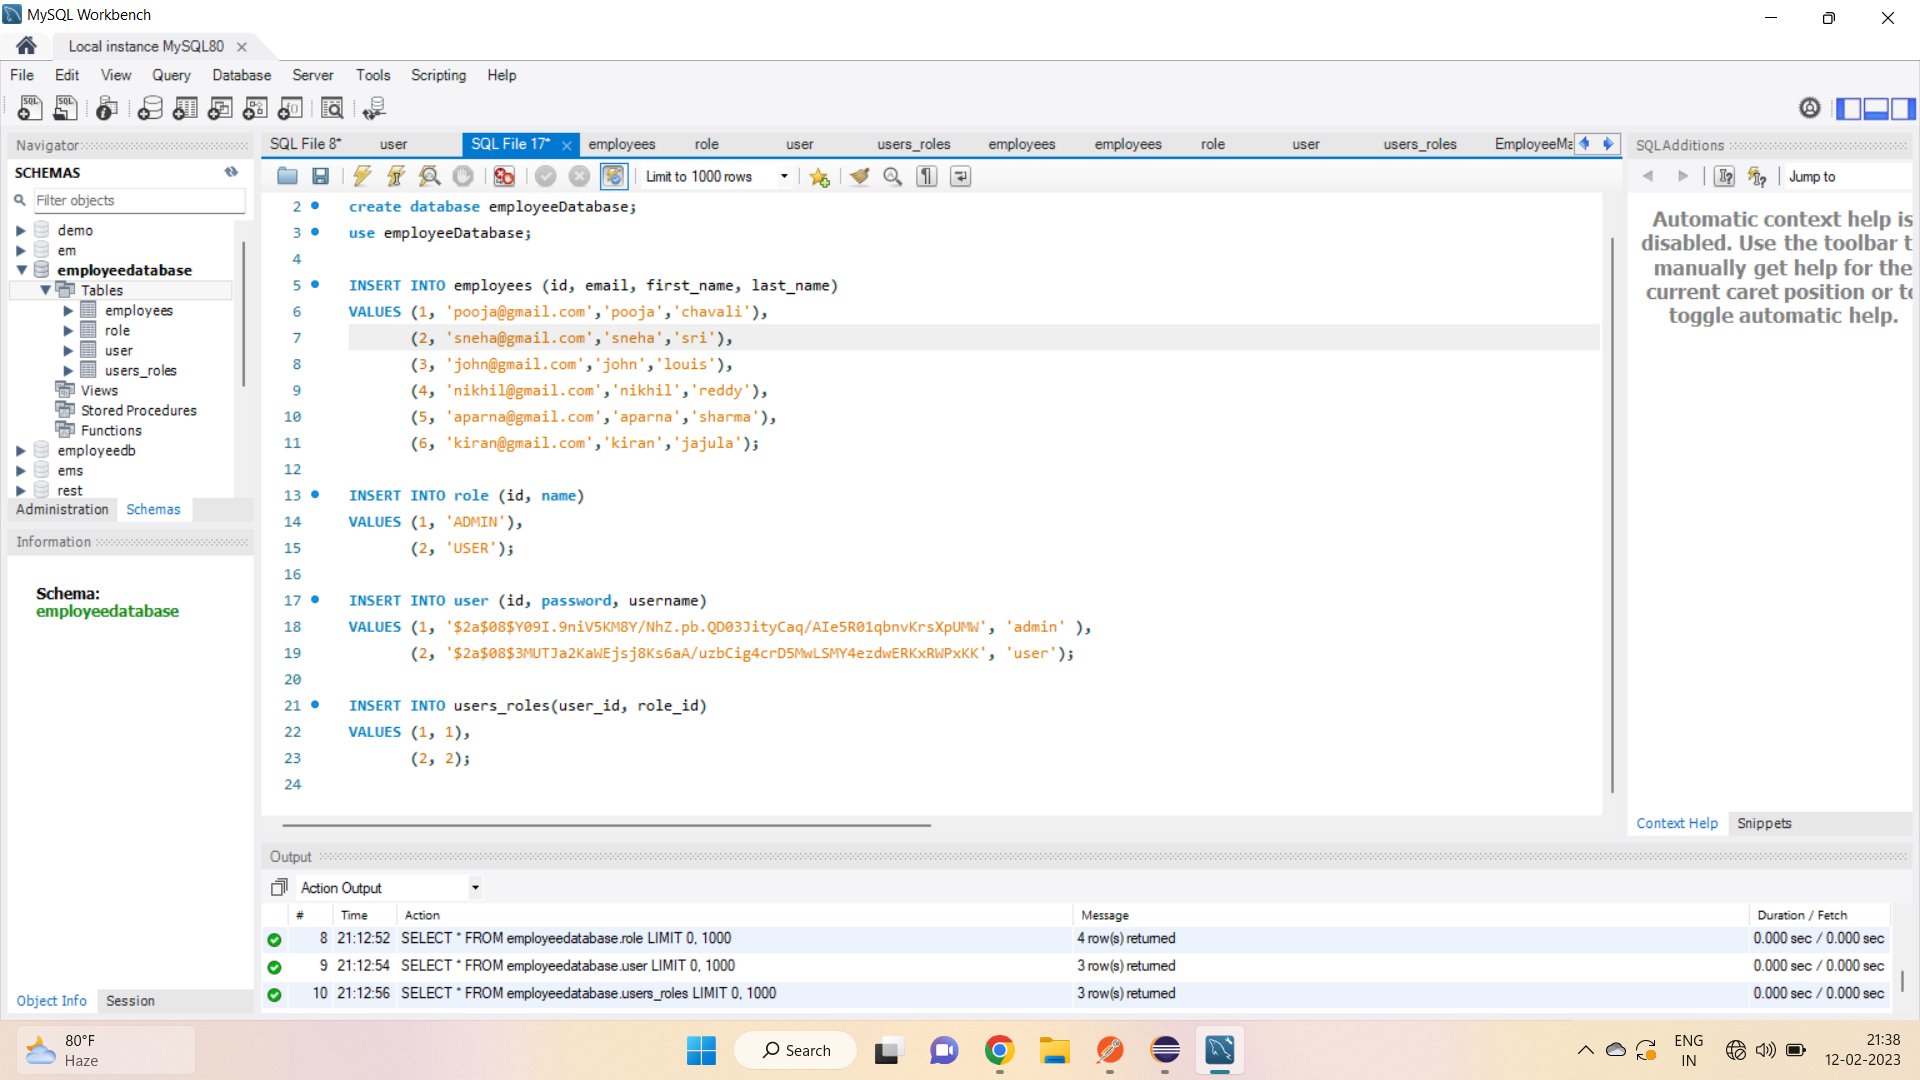 MySQL Workbench
Local instance MySQL80
File Edit View Query Database Server Tools Scripting Help
Navigator
SCHEMAS
Filter objects
demo
em
employeedatabase
Tables
employees
role
user
users_roles
Views
Stored Procedures
Functions
employeedb
ems
rest
Administration Schemas
Information
Schema:
employeedatabase
Object Info Session
SQL File 8* user SQL File 17* employees role user users_roles employees employees role user users_roles EmployeeMa
Limit to 1000 rows
2 create database employeeDatabase;
3 use employeeDatabase;
4
5 INSERT INTO employees (id, email, first_name, last_name)
6 VALUES (1, 'pooja@gmail.com','pooja','chavali'),
7 (2, 'sneha@gmail.com','sneha','sri'),
8 (3, 'john@gmail.com','john','louis'),
9 (4, 'nikhil@gmail.com','nikhil','reddy'),
10 (5, 'aparna@gmail.com','aparna','sharma'),
11 (6, 'kiran@gmail.com','kiran','jajula');
12
13 INSERT INTO role (id, name)
14 VALUES (1, 'ADMIN'),
15 (2, 'USER');
16
17 INSERT INTO user (id, password, username)
18 VALUES (1, '$2a$08$Y09I.9niV5KM8Y/NhZ.pb.QD03JityCaq/AIe5R01qbnvKrsXpUMW', 'admin' ),
19 (2, '$2a$08$3MUTJa2KaWEjsj8Ks6aA/uzbCig4crD5MwLSMY4ezdwERKxRWPxKK', 'user');
20
21 INSERT INTO users_roles(user_id, role_id)
22 VALUES (1, 1),
23 (2, 2);
24
SQLAdditions
Jump to
Automatic context help is
disabled. Use the toolbar t
manually get help for the
current caret position or to
toggle automatic help.
Context Help Snippets
Output
Action Output
# Time Action Message Duration / Fetch
8 21:12:52 SELECT * FROM employeedatabase.role LIMIT 0, 1000 4 row(s) returned 0.000 sec / 0.000 sec
9 21:12:54 SELECT * FROM employeedatabase.user LIMIT 0, 1000 3 row(s) returned 0.000 sec / 0.000 sec
10 21:12:56 SELECT * FROM employeedatabase.users_roles LIMIT 0, 1000 3 row(s) returned 0.000 sec / 0.000 sec
80°F
Haze
Search
ENG
IN
21:38
12-02-2023